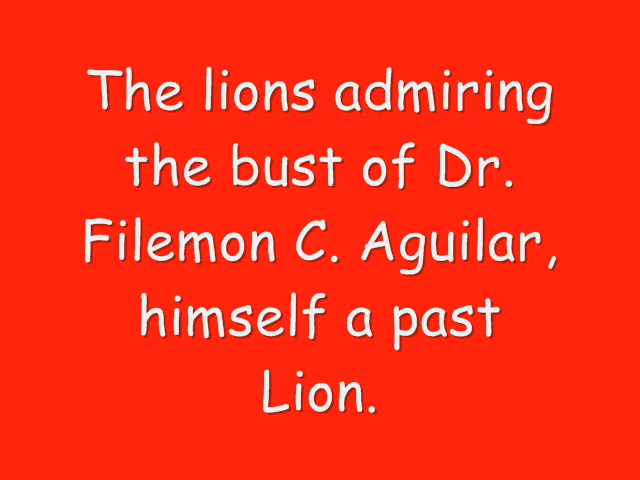 The lions admiring
the bust of Dr.
Filemon C. Aguilar,
himself a past
Lion.